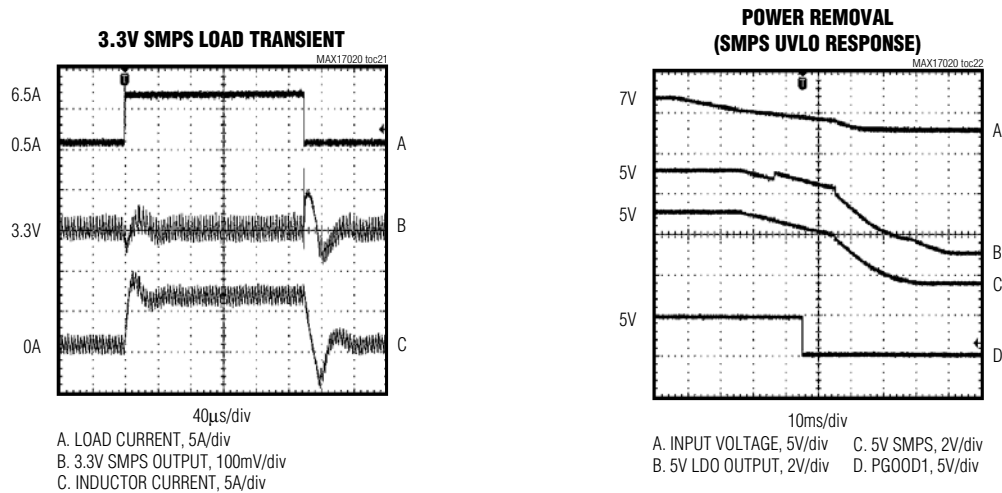 3.3V SMPS LOAD TRANSIENT
MAX17020 toc21
T
6.5A
0.5A
A
3.3V
B
0A
C
40μs/div
A. LOAD CURRENT, 5A/div
B. 3.3V SMPS OUTPUT, 100mV/div
C. INDUCTOR CURRENT, 5A/div
POWER REMOVAL
(SMPS UVLO RESPONSE)
MAX17020 toc22
T
7V
A
5V
5V
B
C
5V
D
10ms/div
A. INPUT VOLTAGE, 5V/div C. 5V SMPS, 2V/div
B. 5V LDO OUTPUT, 2V/div D. PGOOD1, 5V/div